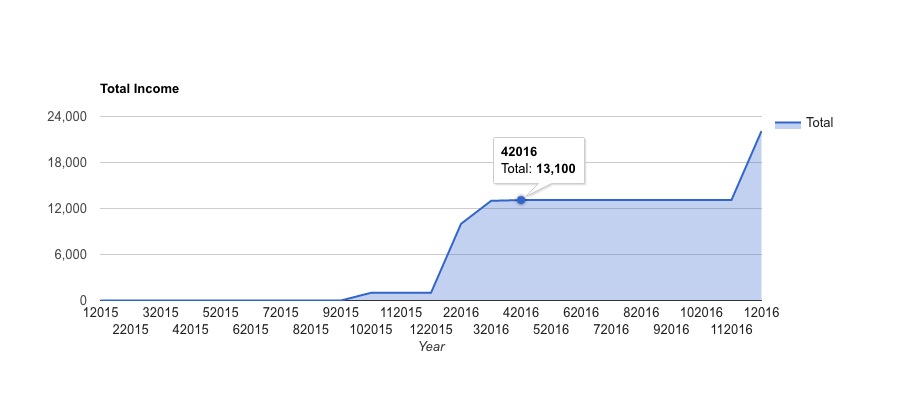 Total Income
24,000
Total
42016
Total: 13,100
18,000
12,000
6,000
0
12015 32015 52015 72015 92015 112015 22016 42016 62016 82016 102016 12016
22015 42015 62015 82015 102015 122015 32016 52016 72016 92016 112016
Year